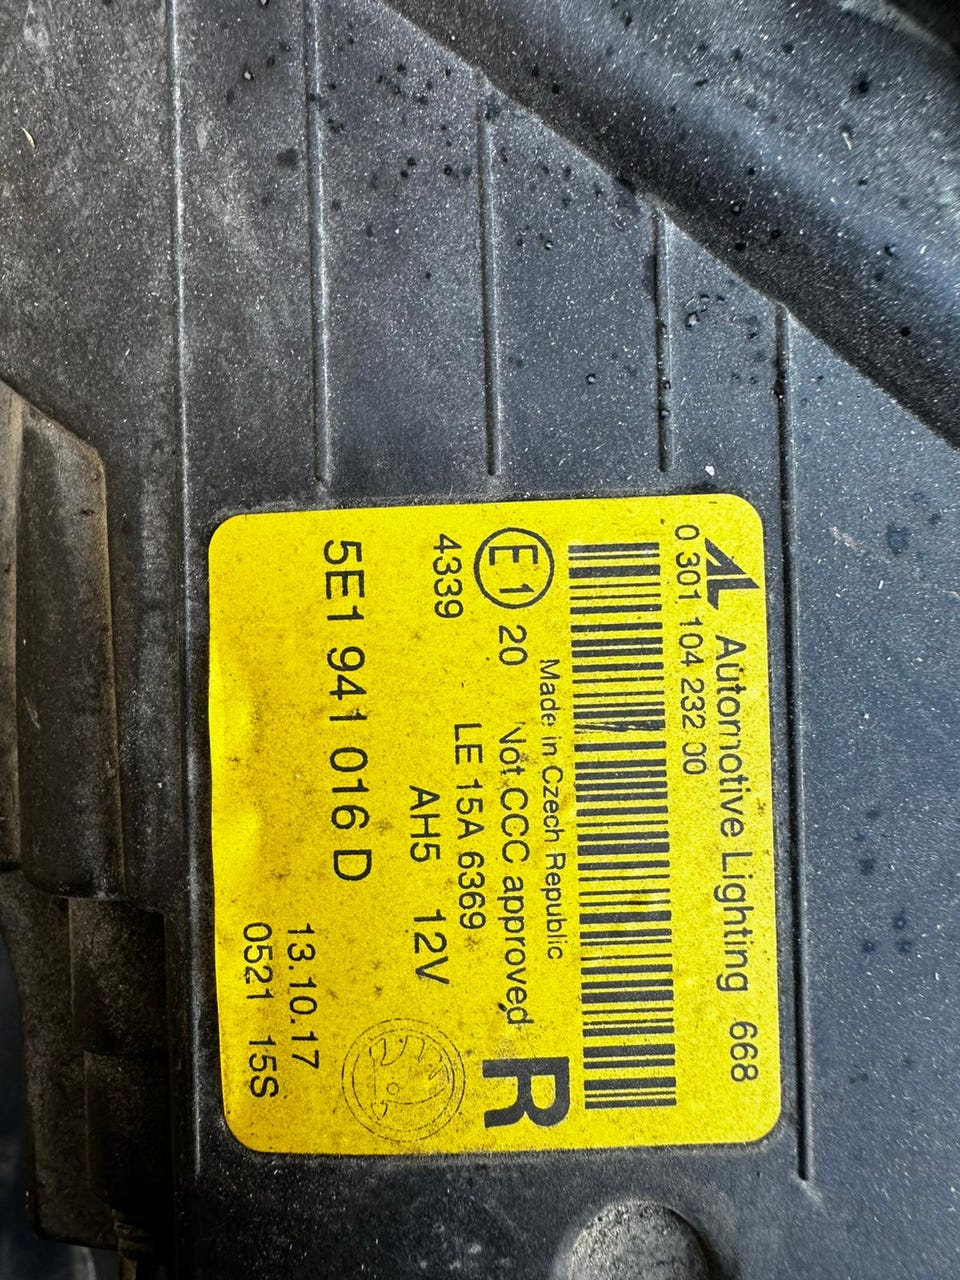 Automotive Lighting 668
0 301 104 232 00
Made in Czech Republic
E1 20 Not CCC approved R
4339 LE 15A 6369
AH5 12V
5E1 941 016 D
13.10.17
0521 15S